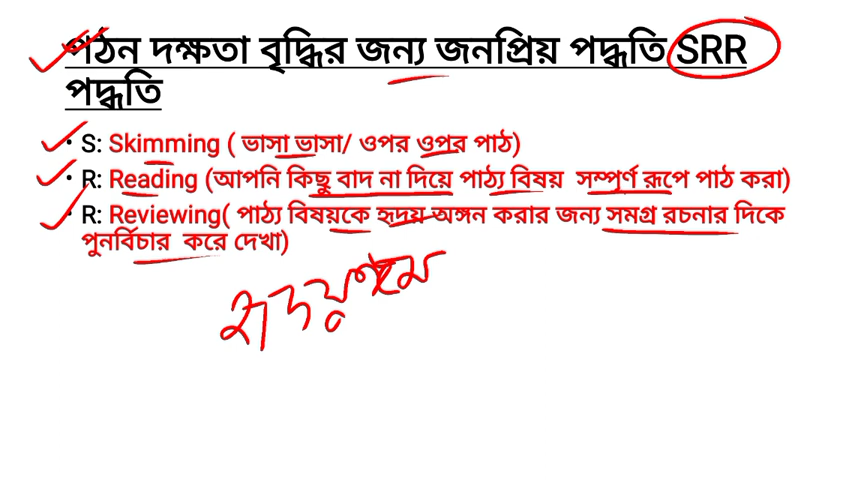 পঠন দক্ষতা বৃদ্ধির জন্য জনপ্রিয় পদ্ধতি SRR
পদ্ধতি
• S: Skimming ( ভাসা ভাসা/ ওপর ওপর পাঠ)
• R: Reading (আপনি কিছু বাদ না দিয়ে পাঠ্য বিষয় সম্পূর্ণ রূপে পাঠ করা)
• R: Reviewing( পাঠ্য বিষয়কে হৃদয় অঙ্গন করার জন্য সমগ্র রচনার দিকে
পুনর্বিচার করে দেখা)